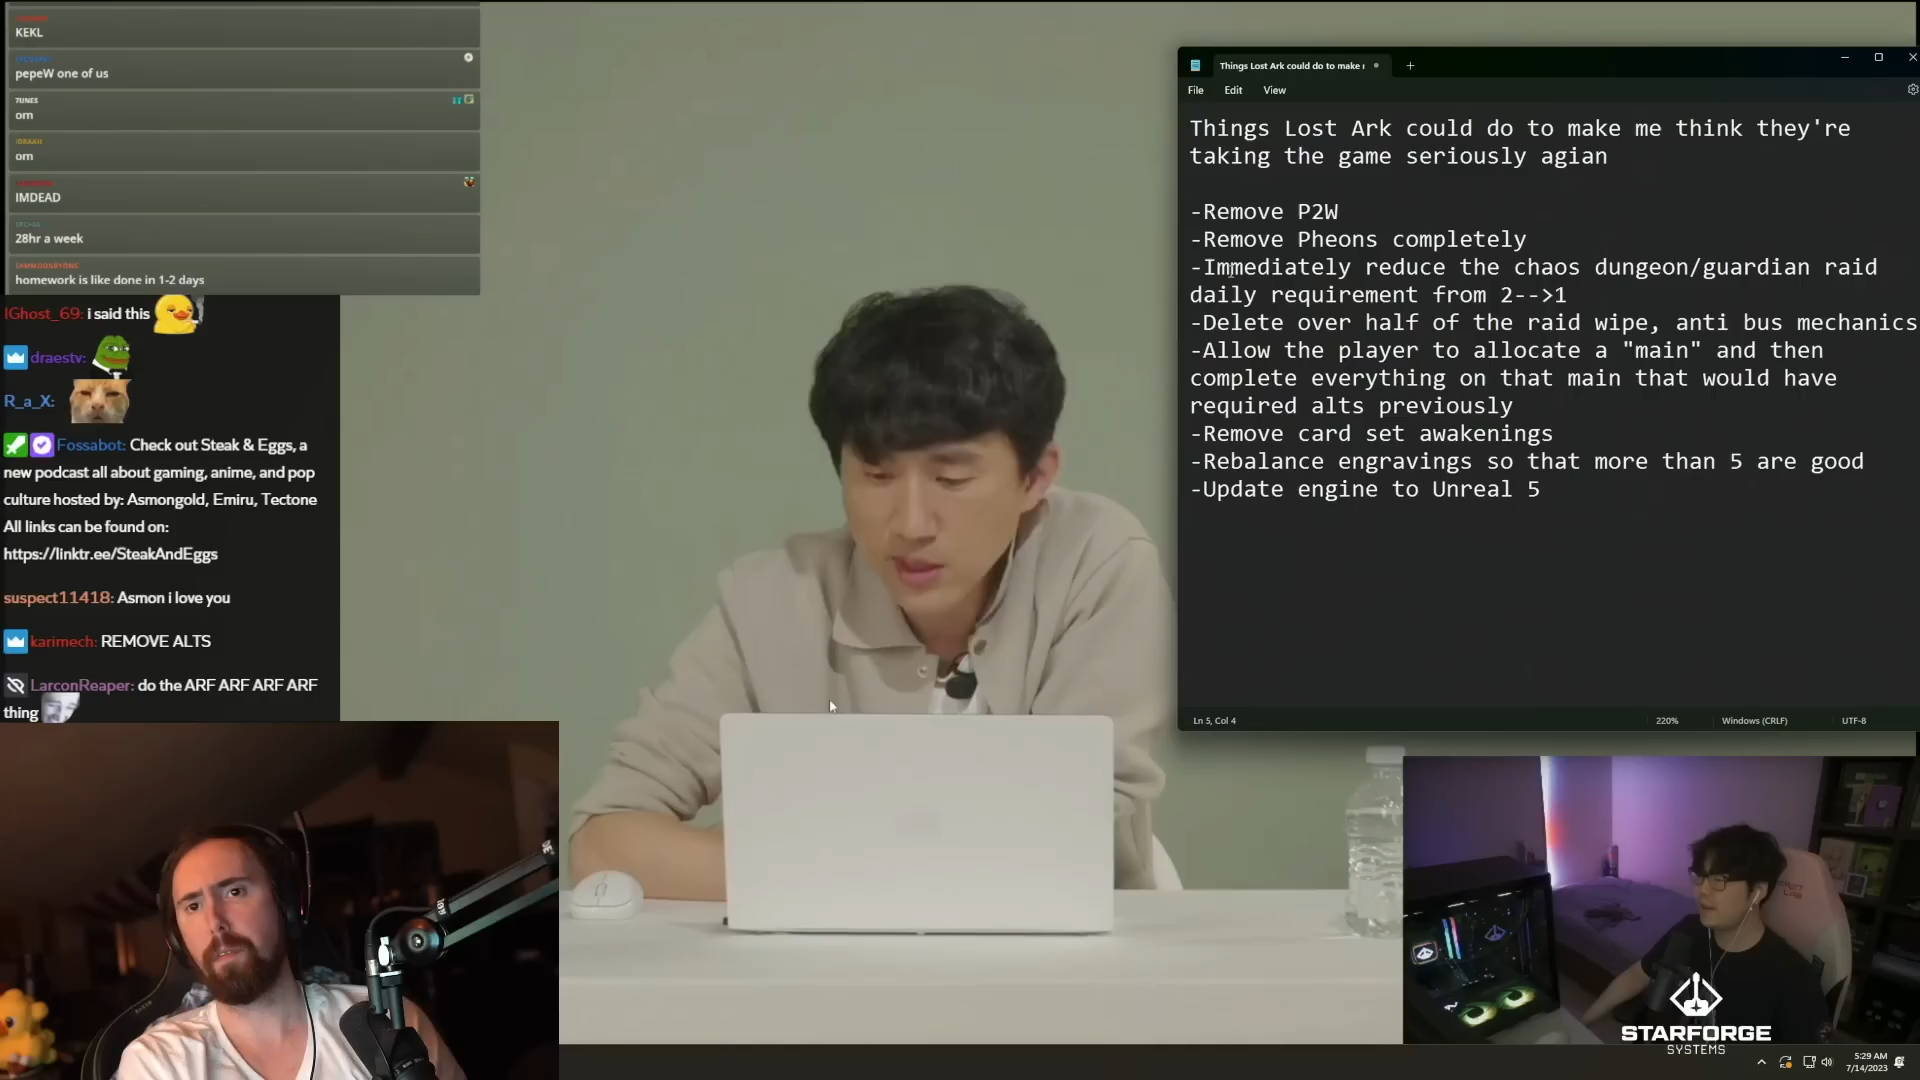 KEKL
pepeW one of us
7UNES
om
om
IMDEAD
28hr a week
homework is like done in 1-2 days
IGhost_69: i said this
draestv:
R_a_X:
Fossabot: Check out Steak & Eggs, a
new podcast all about gaming, anime, and pop
culture hosted by: Asmongold, Emiru, Tectone
All links can be found on:
https://linktr.ee/SteakAndEggs
suspect11418: Asmon i love you
karimech: REMOVE ALTS
LarconReaper: do the ARF ARF ARF ARF
thing
Things Lost Ark could do to make r
File Edit View
Things Lost Ark could do to make me think they're
taking the game seriously agian
-Remove P2W
-Remove Pheons completely
-Immediately reduce the chaos dungeon/guardian raid
daily requirement from 2-->1
-Delete over half of the raid wipe, anti bus mechanics
-Allow the player to allocate a "main" and then
complete everything on that main that would have
required alts previously
-Remove card set awakenings
-Rebalance engravings so that more than 5 are good
-Update engine to Unreal 5
Ln 5, Col 4
220%
Windows (CRLF)
UTF-8
STARFORGE
SYSTEMS
5:29 AM
7/14/2023